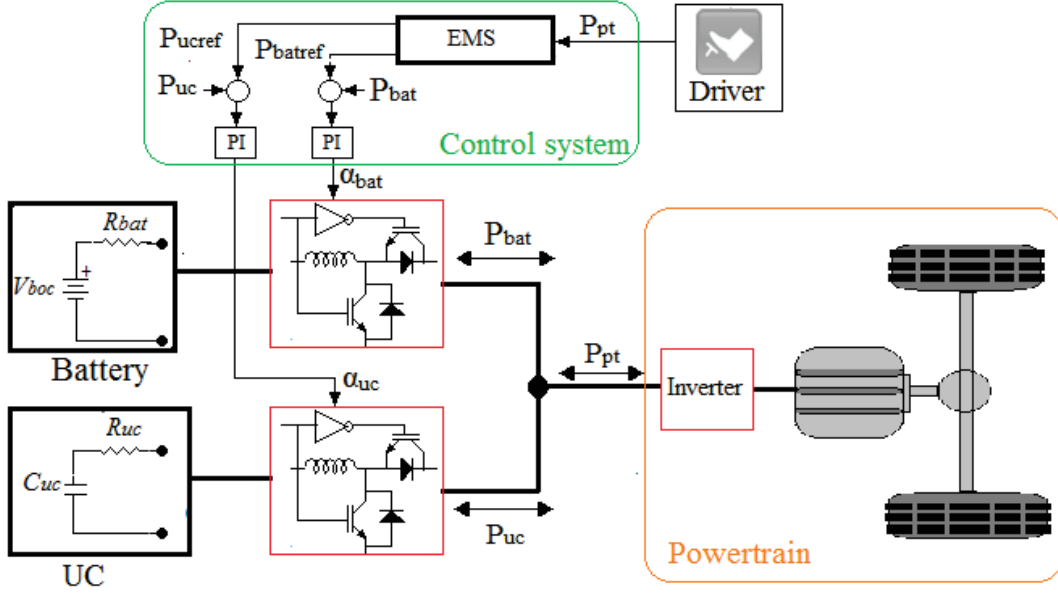 Pucref
EMS
Ppt
Pbatref
Puc
Pbat
Driver
PI
PI
Control system
αbat
Rbat
+
Vboc
Pbat
Battery
Ppt
αuc
Inverter
Ruc
Cuc
Puc
Powertrain
UC